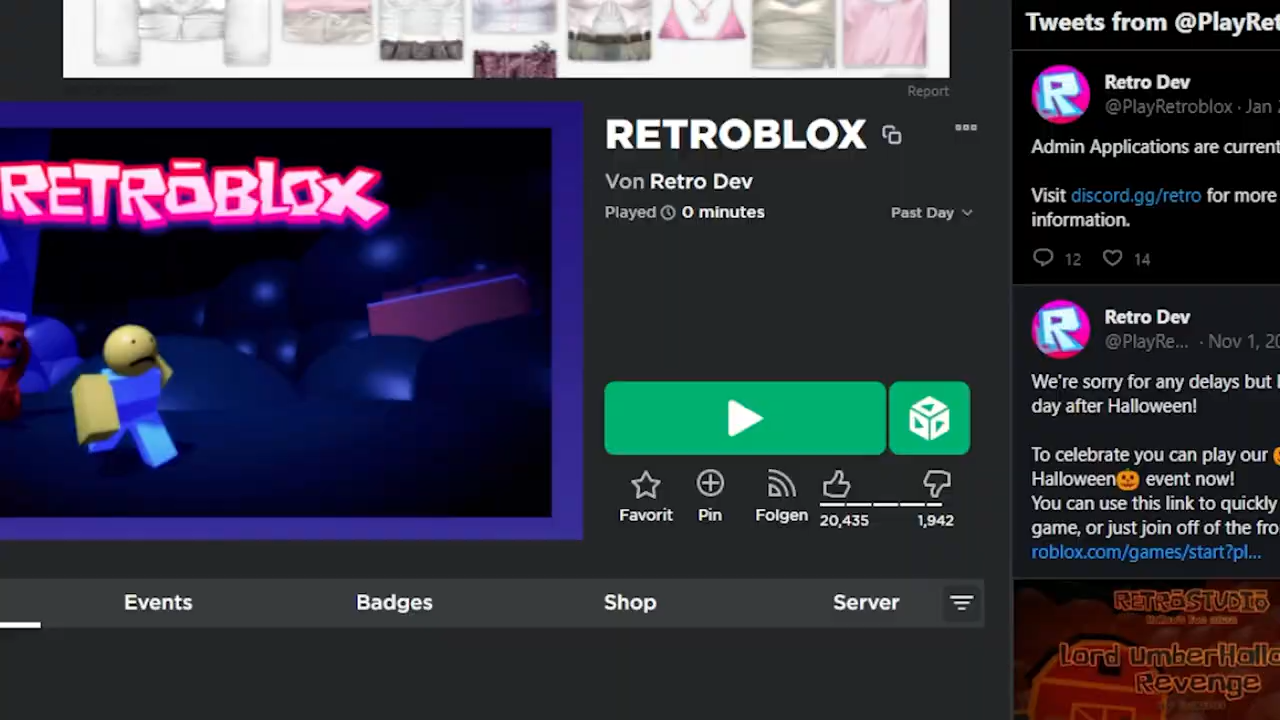 Report
RETROBLOX
RETROBLOX
Von Retro Dev
Played 0 minutes
Past Day
Favorit
Pin
Folgen
20,435
1,942
Events
Badges
Shop
Server
Tweets from @PlayRet
Retro Dev
@PlayRetroblox · Jan
Admin Applications are current
Visit discord.gg/retro for more
information.
12
14
Retro Dev
@PlayRe... · Nov 1, 20
We're sorry for any delays but
day after Halloween!
To celebrate you can play our
Halloween🎃 event now!
You can use this link to quickly
game, or just join off of the fro
roblox.com/games/start?pl...
RETROSTUDIO
Lord umberHallo
Revenge